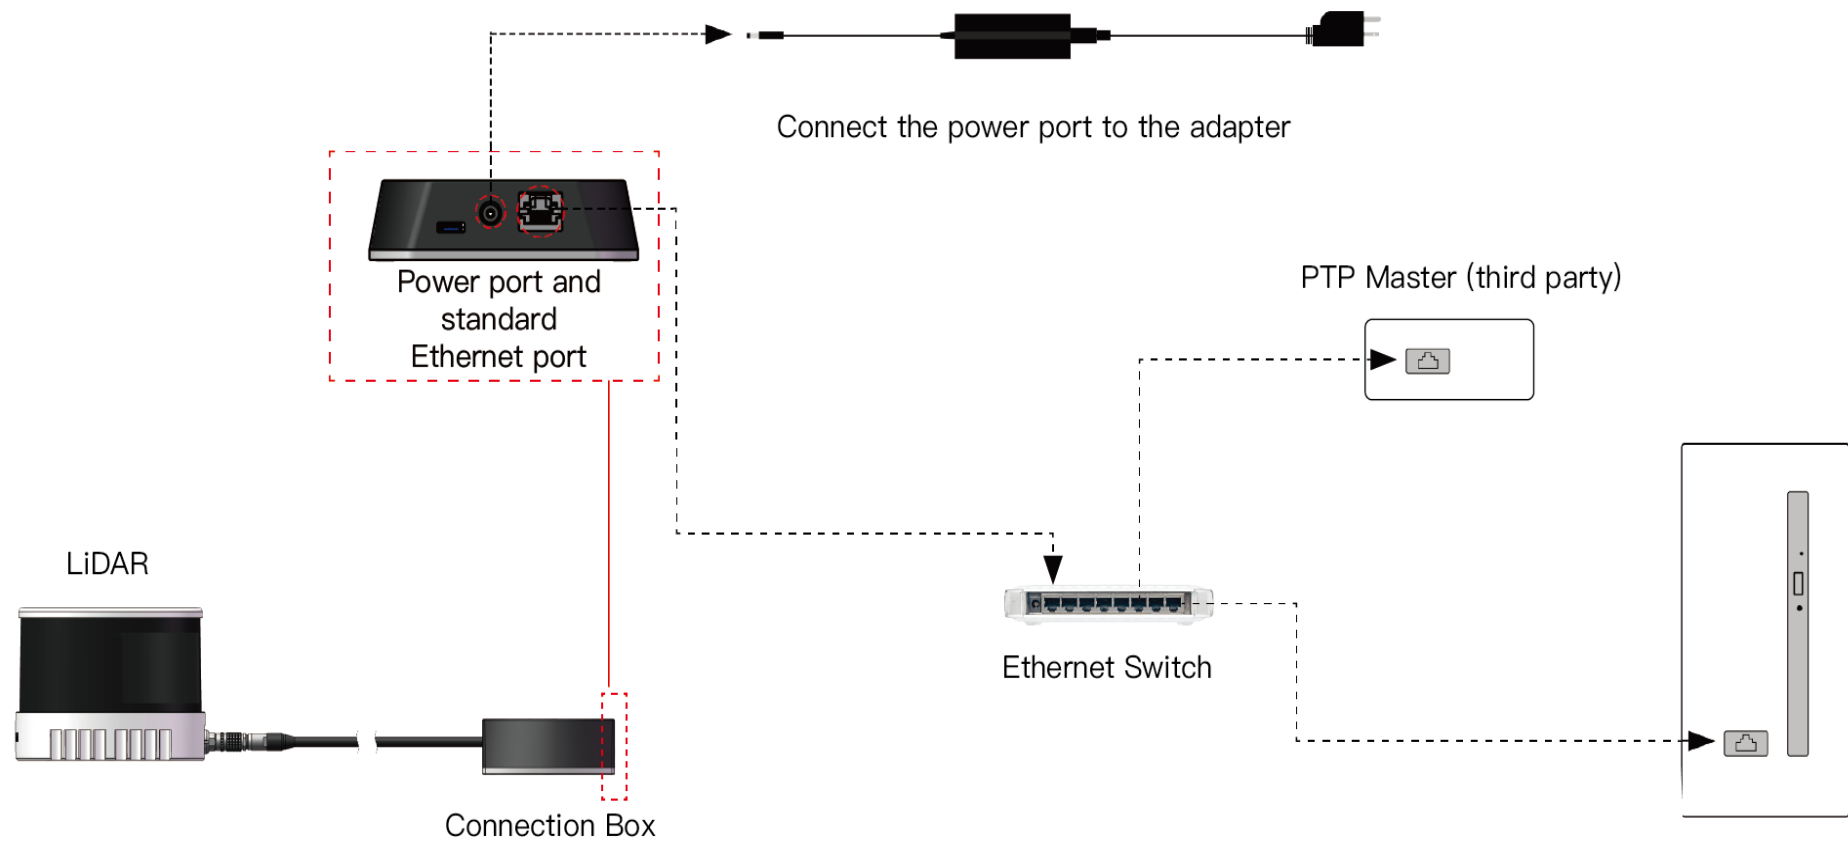 Connect the power port to the adapter
Power port and
standard
Ethernet port
PTP Master (third party)
LiDAR
Ethernet Switch
Connection Box